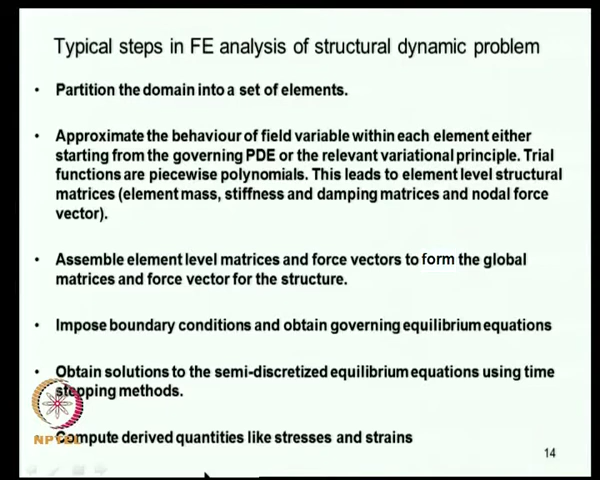 Typical steps in FE analysis of structural dynamic problem
• Partition the domain into a set of elements.
• Approximate the behaviour of field variable within each element either
starting from the governing PDE or the relevant variational principle. Trial
functions are piecewise polynomials. This leads to element level structural
matrices (element mass, stiffness and damping matrices and nodal force
vector).
• Assemble element level matrices and force vectors to form the global
matrices and force vector for the structure.
• Impose boundary conditions and obtain governing equilibrium equations
• Obtain solutions to the semi-discretized equilibrium equations using time
stepping methods.
Compute derived quantities like stresses and strains
NPTEL
14